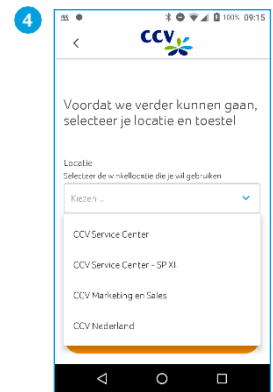 4
100% 09:15
CCV
Voordat we verder kunnen gaan,
selecteer je locatie en toestel
Locatie
Selecteer de winkellocatie die je wil gebruiken
Kiezen ...
CCV Service Center
CCV Service Center - SP XL
CCV Marketing en Sales
CCV Nederland